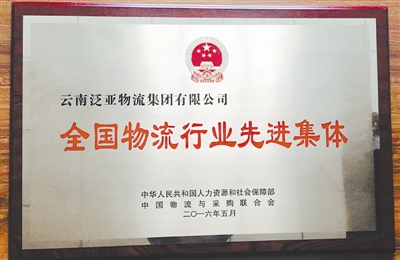 云南泛亚物流集团有限公司
全国物流行业先进集体
中华人民共和国人力资源和社会保障部
中国物流与采购联合会
二〇一六年五月